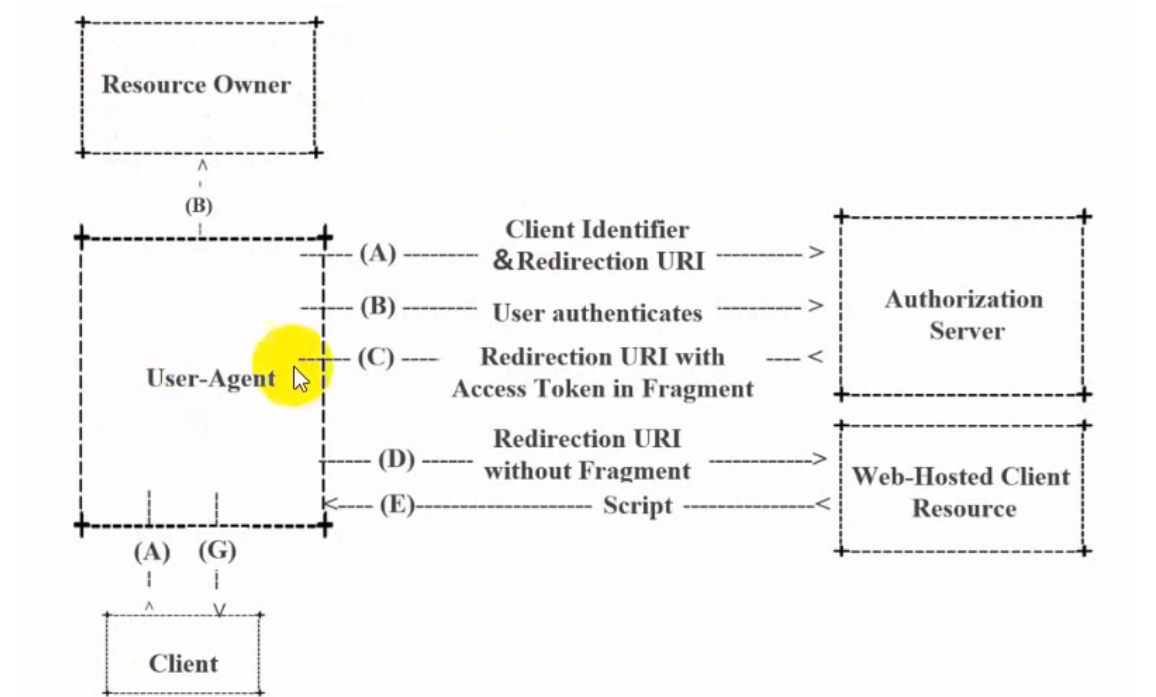 Resource Owner
(B)
Client Identifier
(A)
&Redirection URI
(B)
User authenticates
Authorization
Server
(C)
Redirection URI with
Access Token in Fragment
User-Agent
Redirection URI
(D)
without Fragment
Web-Hosted Client
Resource
(E)
Script
(A)
(G)
Client